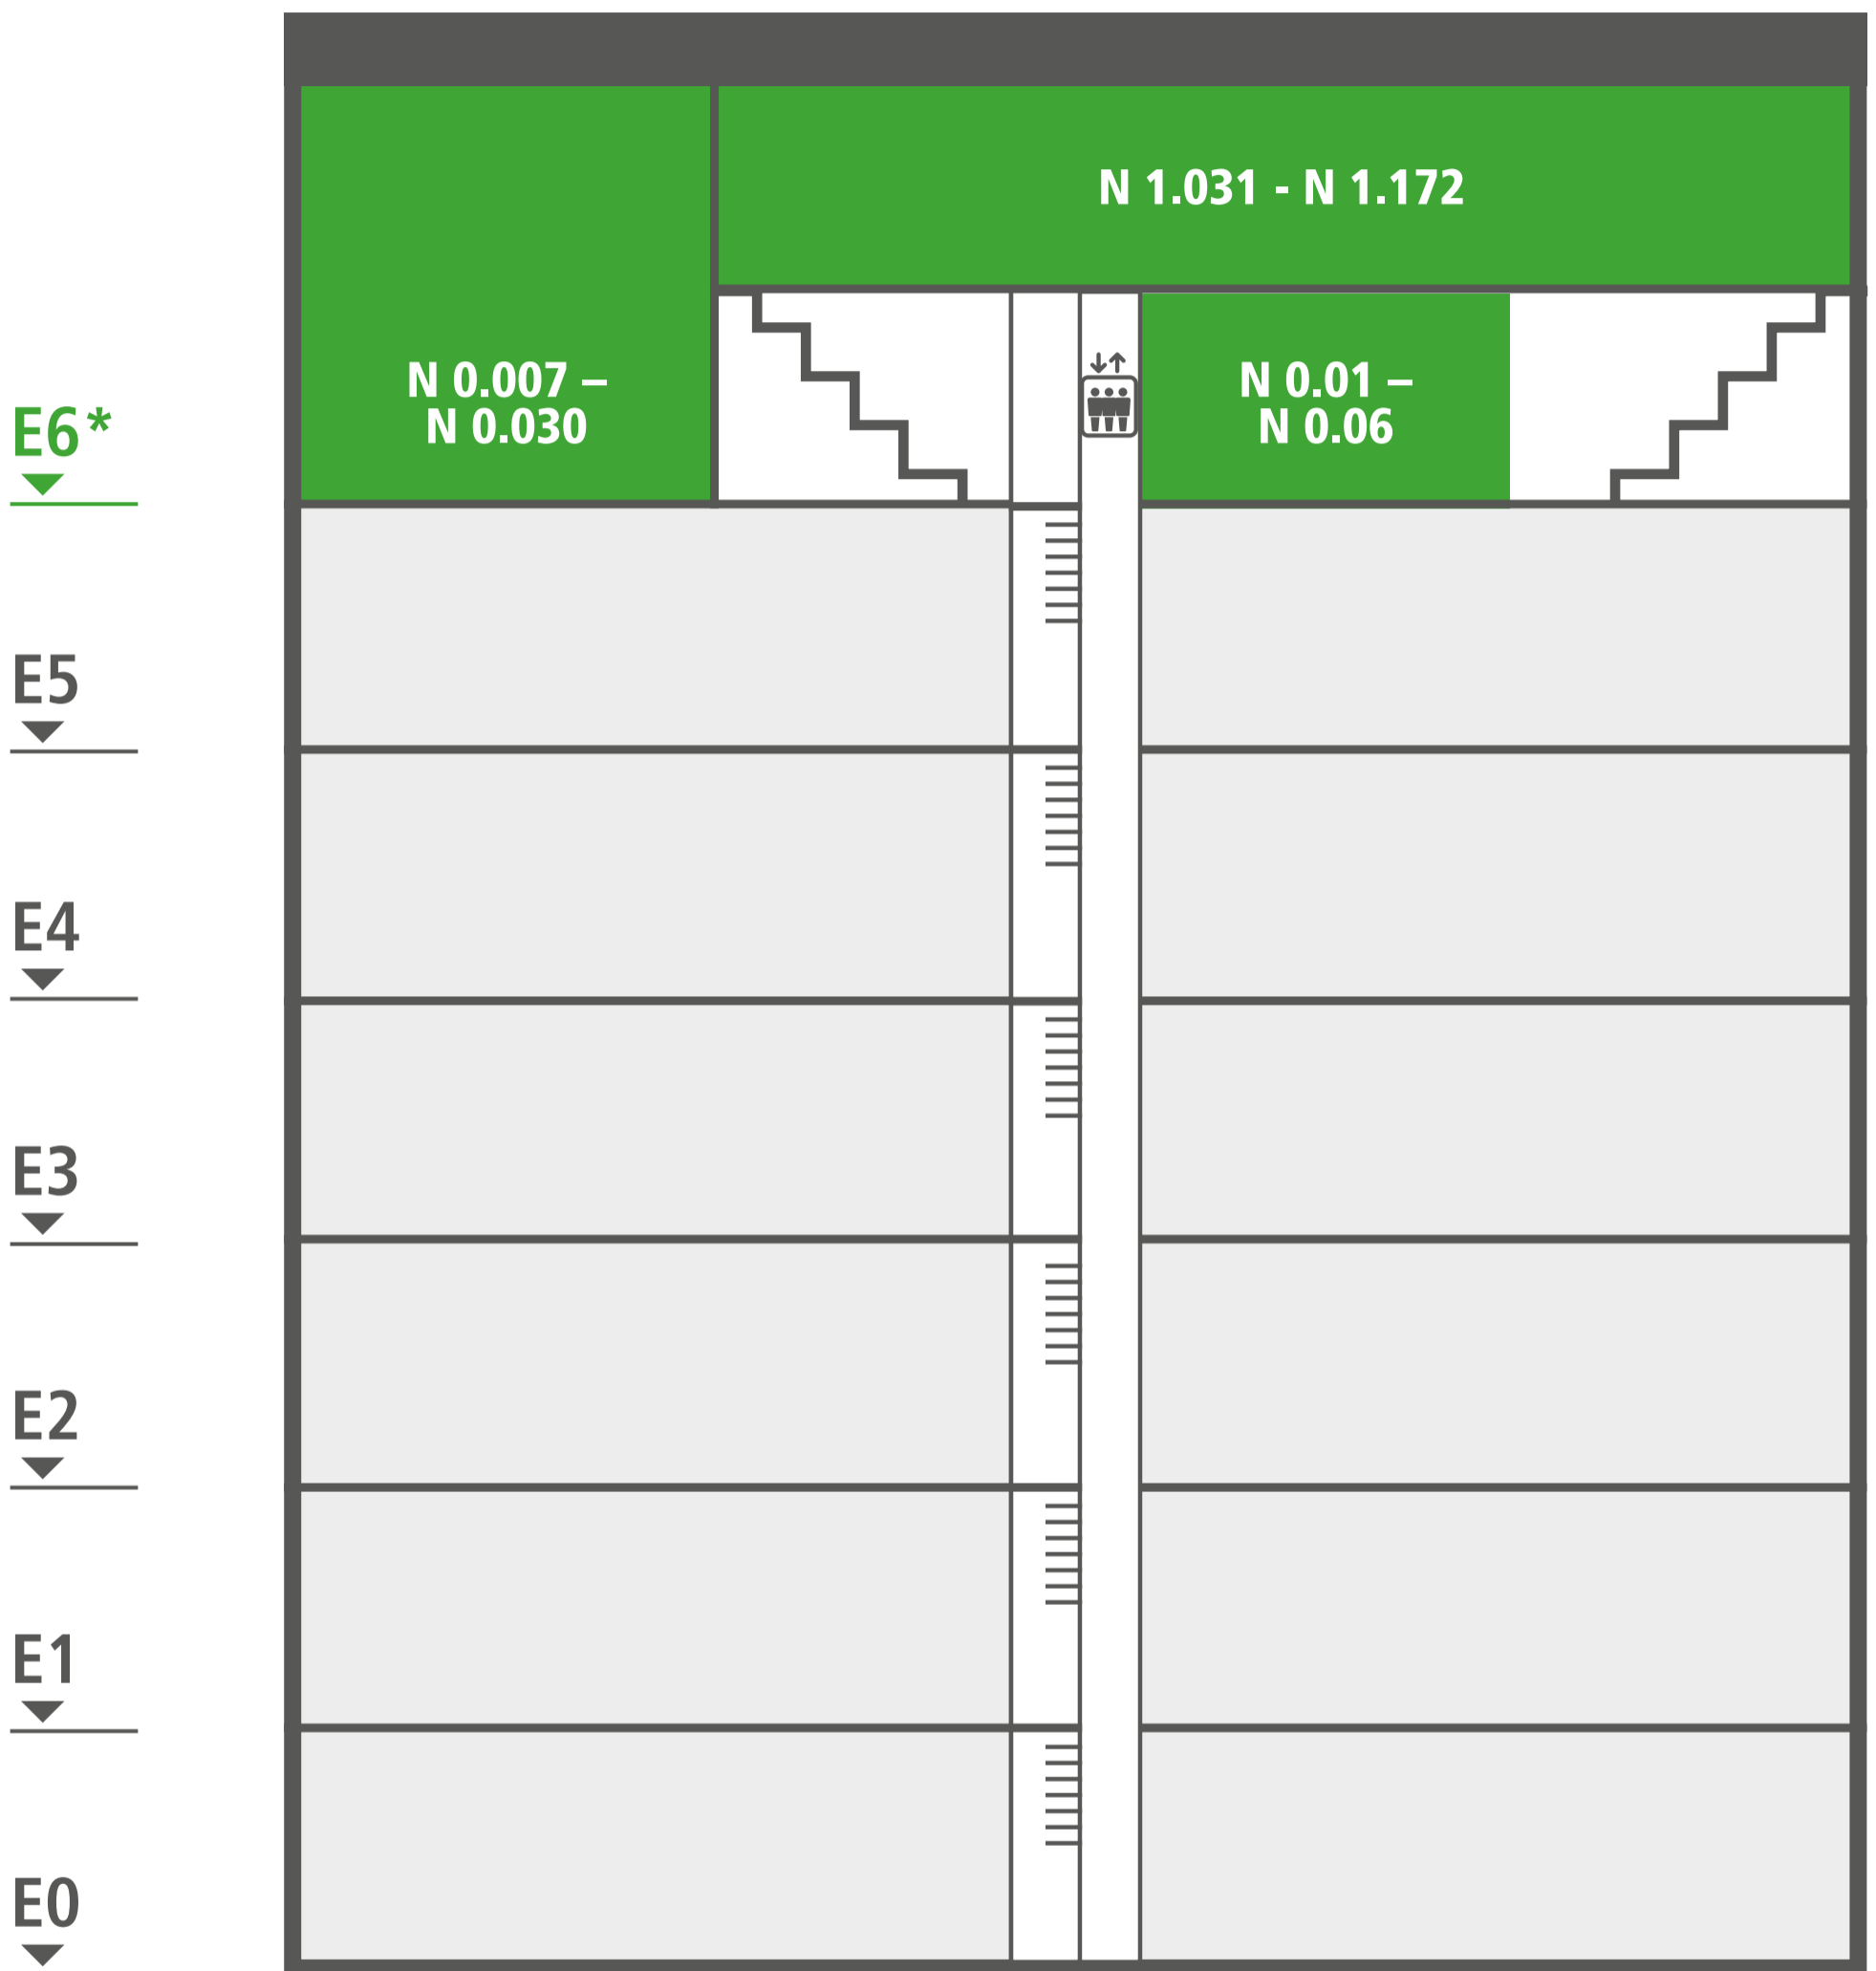 N 1.031 - N 1.172
N 0.007 –
N 0.030
N 0.01 –
N 0.06
E6*
E5
E4
E3
E2
E1
E0